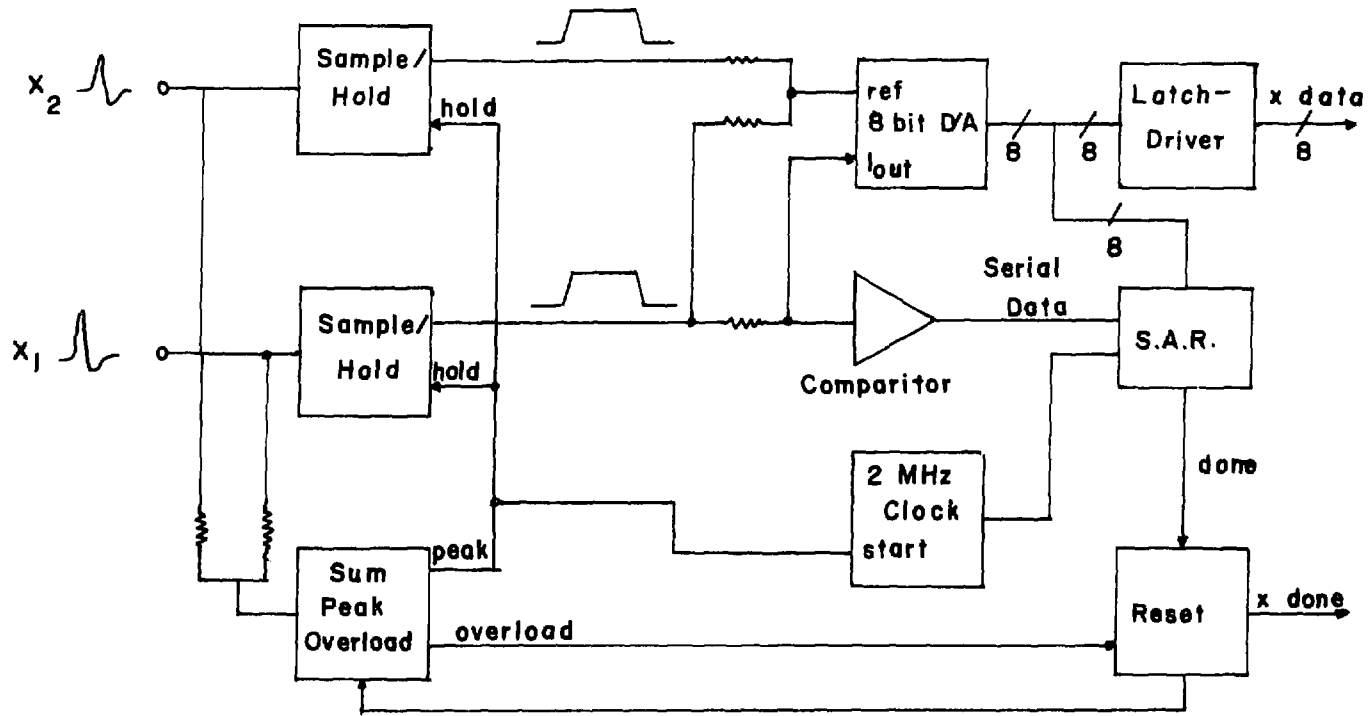 X2
Sample/
Hold
hold
ref
8 bit D/A
Iout
8
8
Latch-
Driver
x data
8
8
X1
Sample/
Hold
hold
Comparitor
Serial
Data
S.A.R.
done
2 MHz
Clock
start
peak
Sum
Peak
Overload
overload
Reset
x done